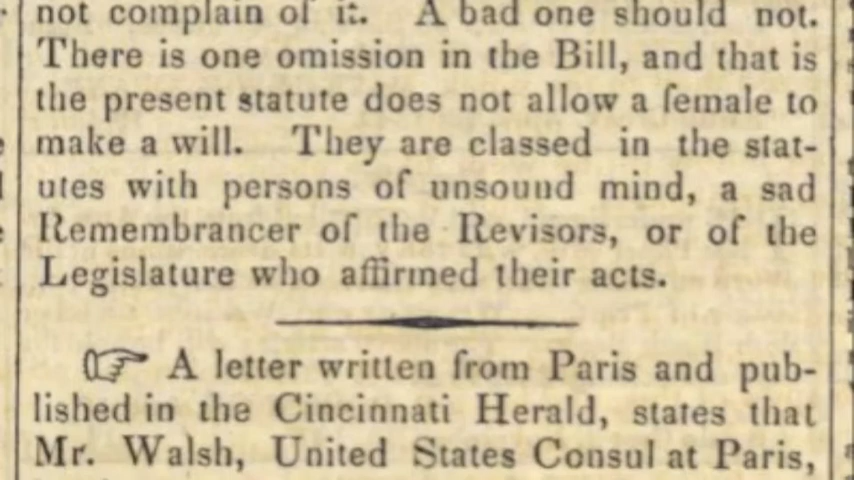 not complain of it. A bad one should not.
There is one omission in the Bill, and that is
the present statute does not allow a female to
make a will. They are classed in the stat-
utes with persons of unsound mind, a sad
Remembrancer of the Revisors, or of the
Legislature who affirmed their acts.
☞ A letter written from Paris and pub-
lished in the Cincinnati Herald, states that
Mr. Walsh, United States Consul at Paris,